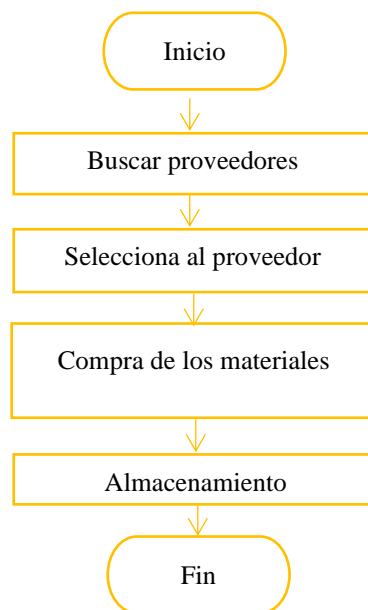 Inicio
Buscar proveedores
Selecciona al proveedor
Compra de los materiales
Almacenamiento
Fin